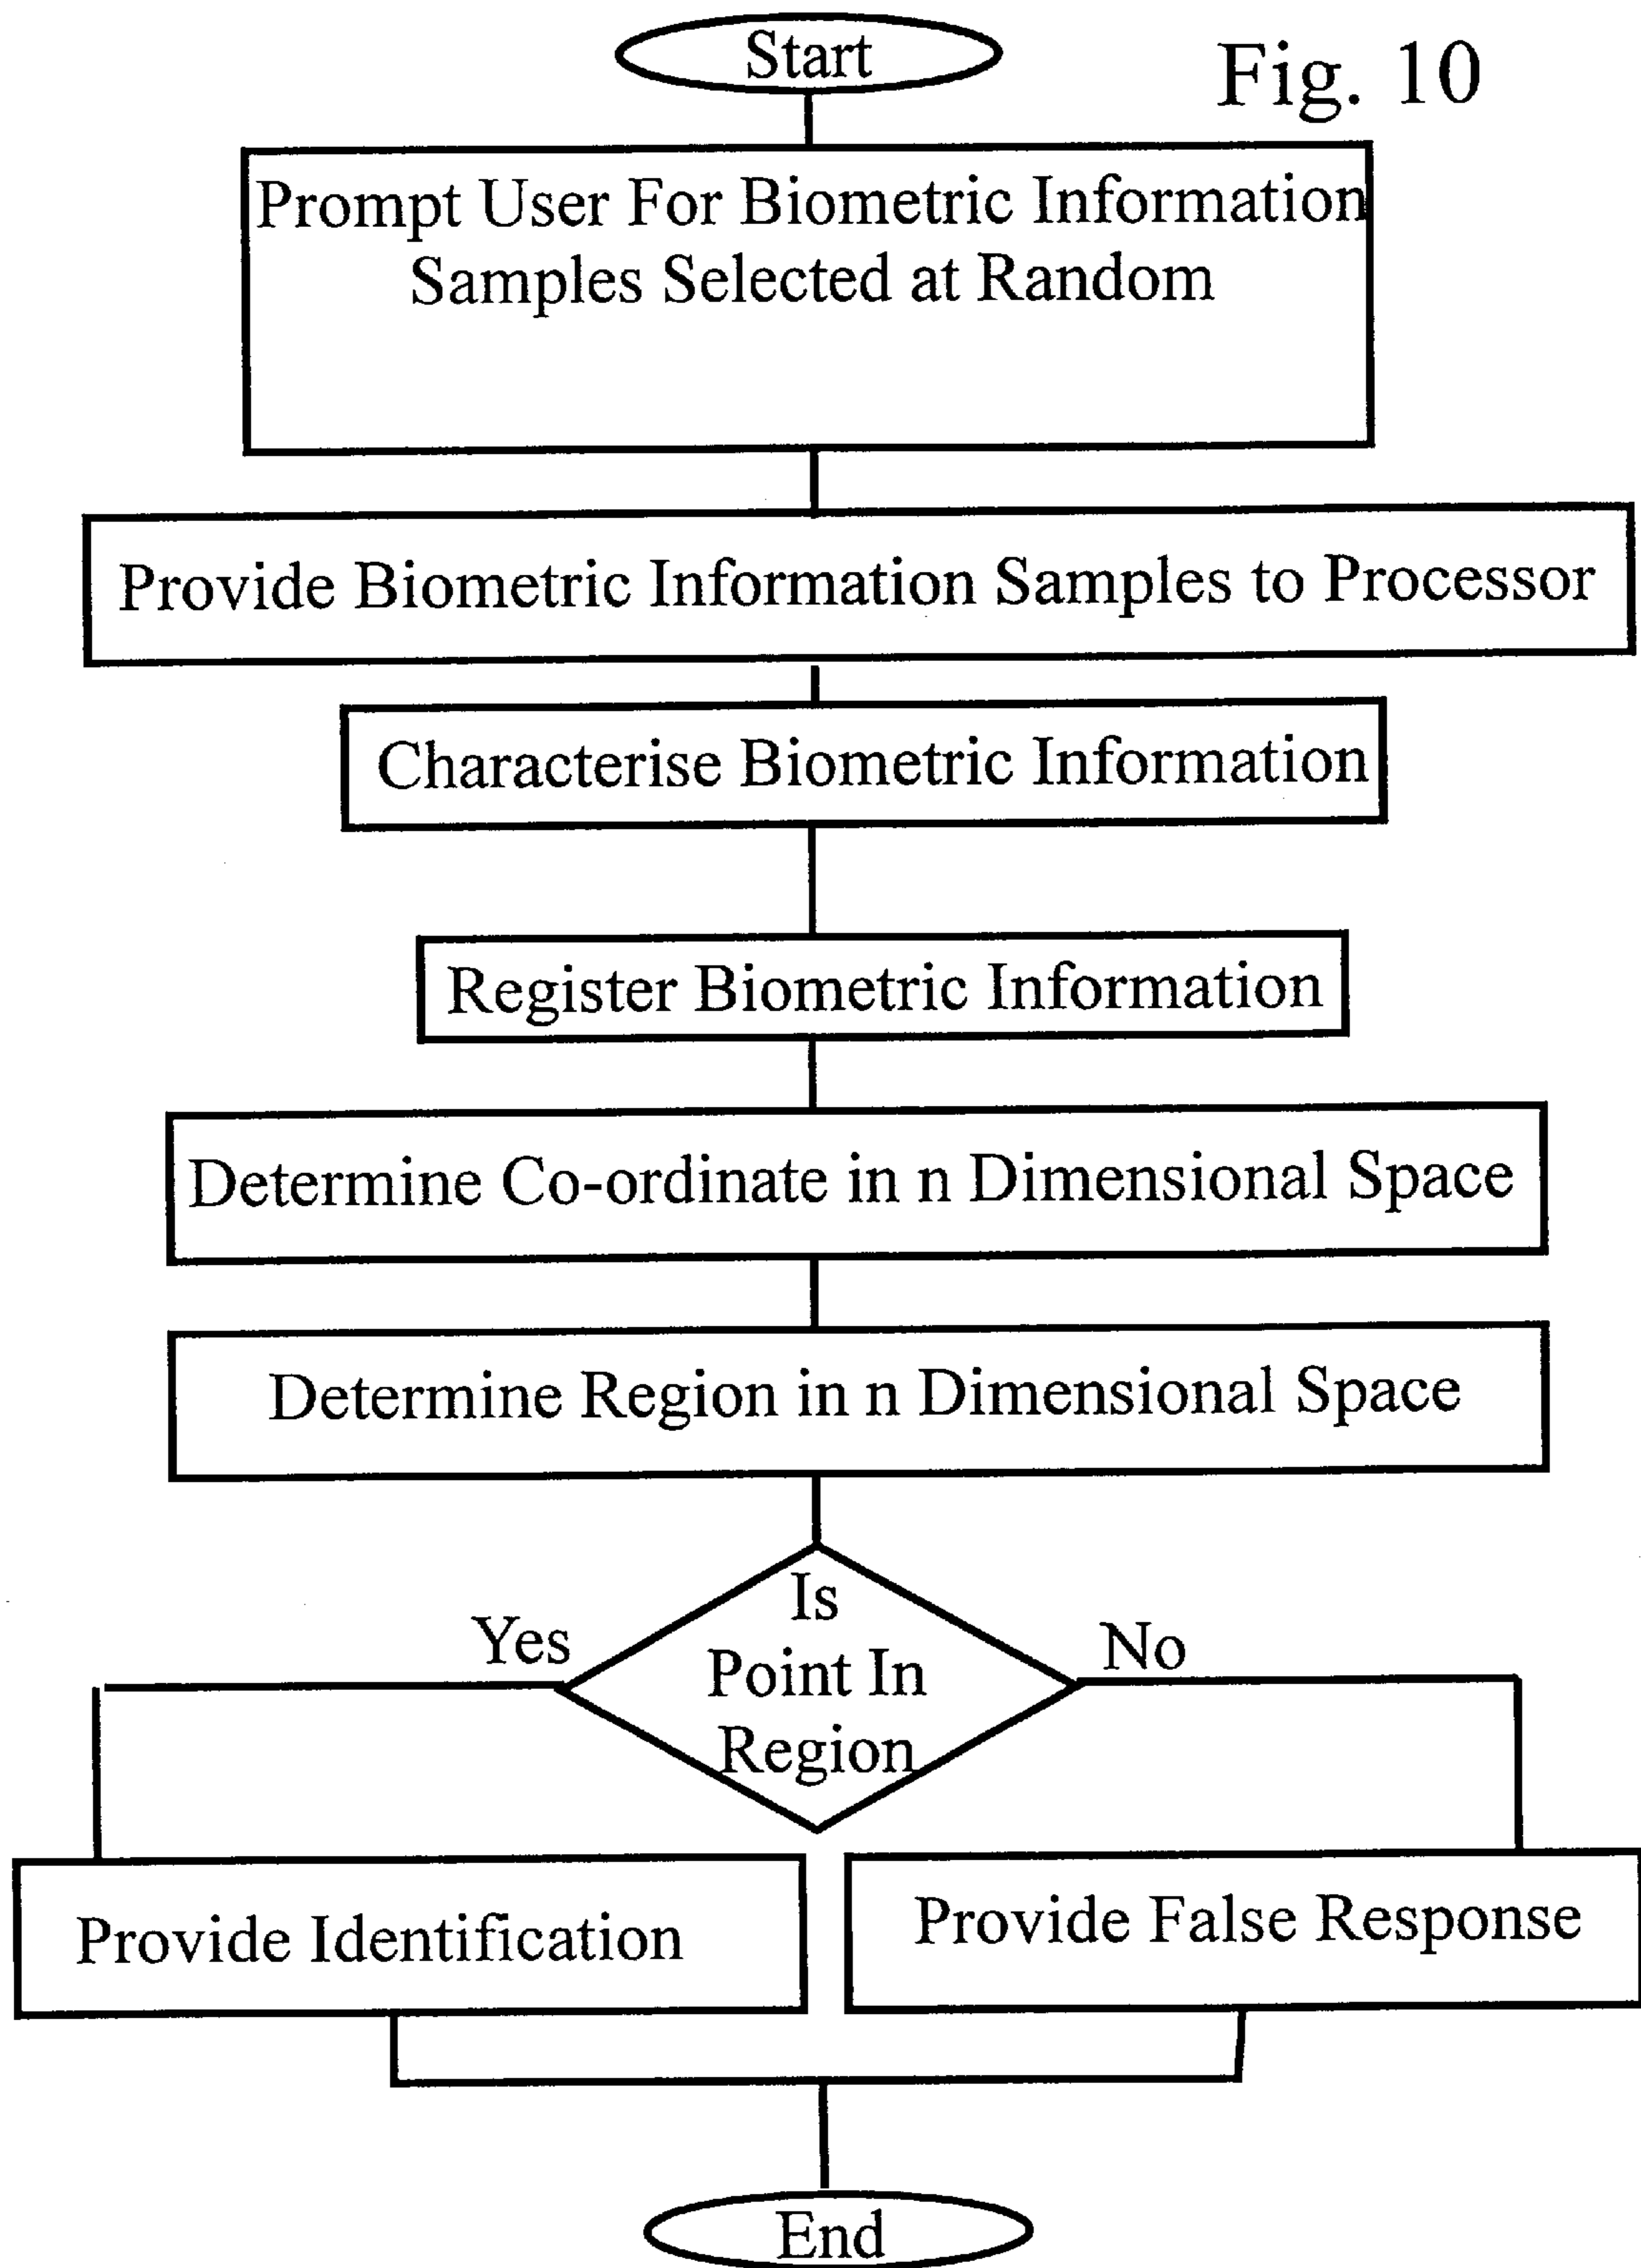 Start
Fig. 10
Prompt User For Biometric Information
Samples Selected at Random
Provide Biometric Information Samples to Processor
Characterise Biometric Information
Register Biometric Information
Determine Co-ordinate in n Dimensional Space
Determine Region in n Dimensional Space
Is
Point In
Region
Yes
No
Provide Identification
Provide False Response
End